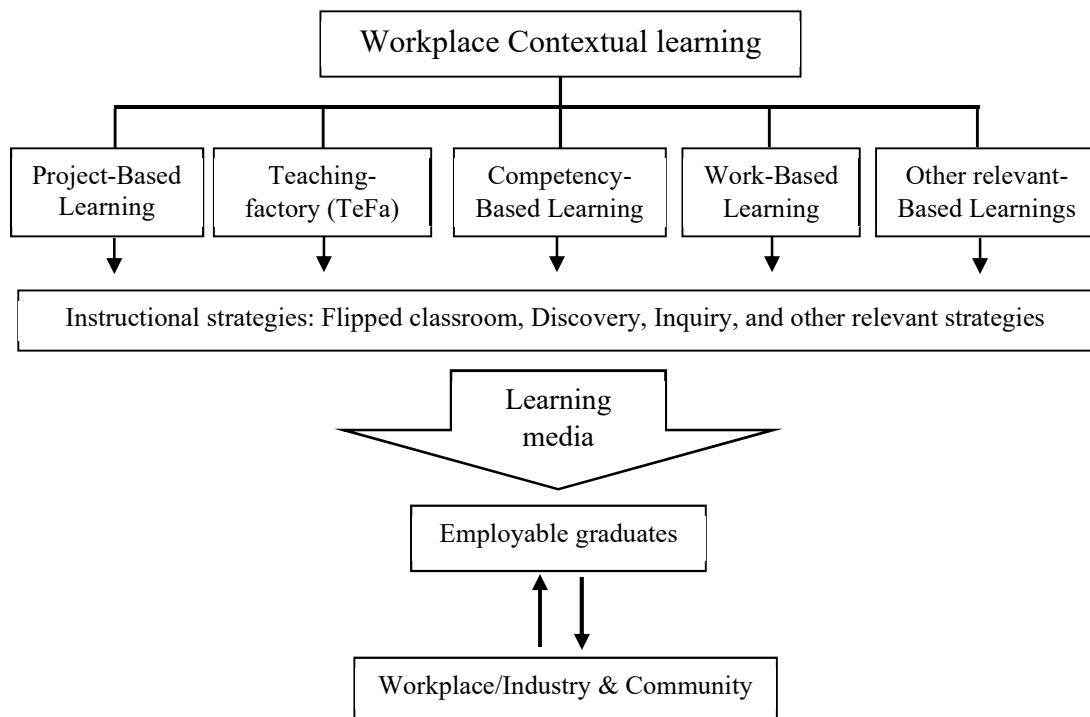 Workplace Contextual learning
Project-Based
Learning
Teaching-
factory (TeFa)
Competency-
Based Learning
Work-Based
Learning
Other relevant-
Based Learnings
Instructional strategies: Flipped classroom, Discovery, Inquiry, and other relevant strategies
Learning
media
Employable graduates
Workplace/Industry & Community